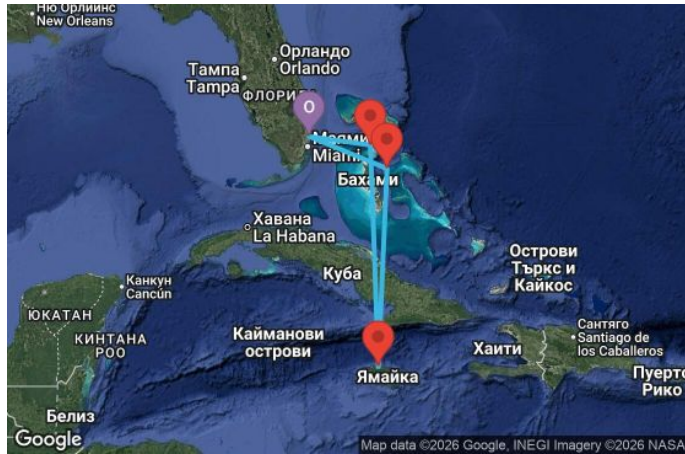 Ню Орлийнс
New Orleans
Орландо
Orlando
Тампа
Tampa
ФЛОРИДА
O
Маями
Miami
Бахами
Хавана
La Habana
Острови
Търкс и
Кайкос
Куба
Канкун
Cancún
ЮКАТАН
КИНТАНА
РОО
Кайманови
острови
Хаити
Сантяго
Santiago de
los Caballeros
Ямайка
Пуерто
Рико
Белиз
Google
Map data ©2026 Google, INEGI Imagery ©2026 NASA